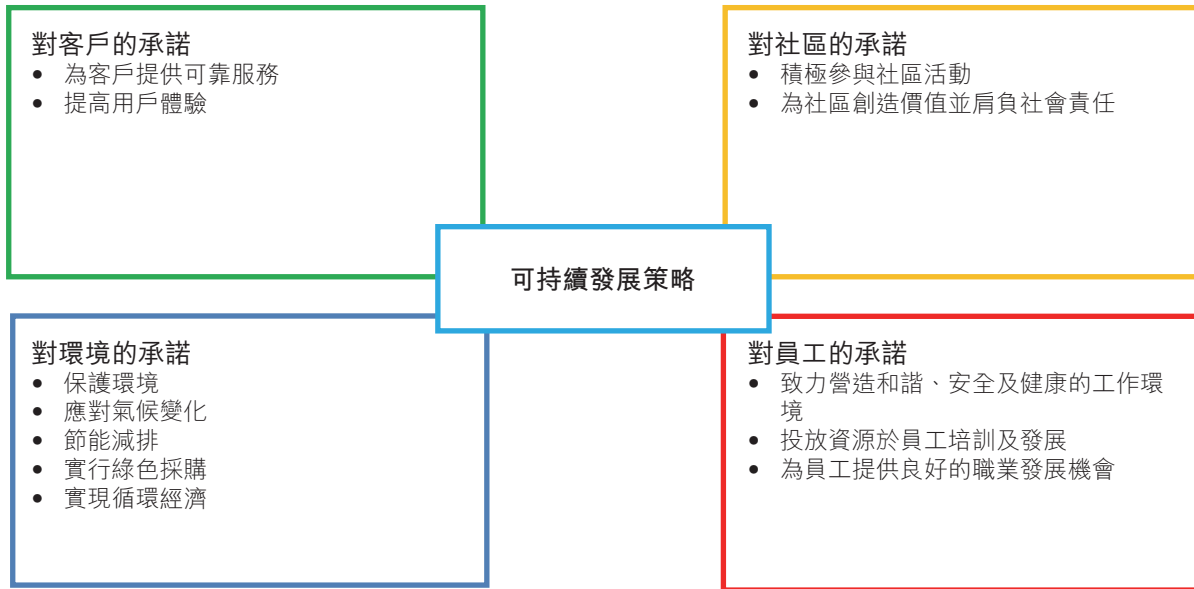 對客戶的承諾
• 為客戶提供可靠服務
• 提高用戶體驗
對社區的承諾
• 積極參與社區活動
• 為社區創造價值並肩負社會責任
可持續發展策略
對環境的承諾
• 保護環境
• 應對氣候變化
• 節能減排
• 實行綠色採購
• 實現循環經濟
對員工的承諾
• 致力營造和諧、安全及健康的工作環
境
• 投放資源於員工培訓及發展
• 為員工提供良好的職業發展機會